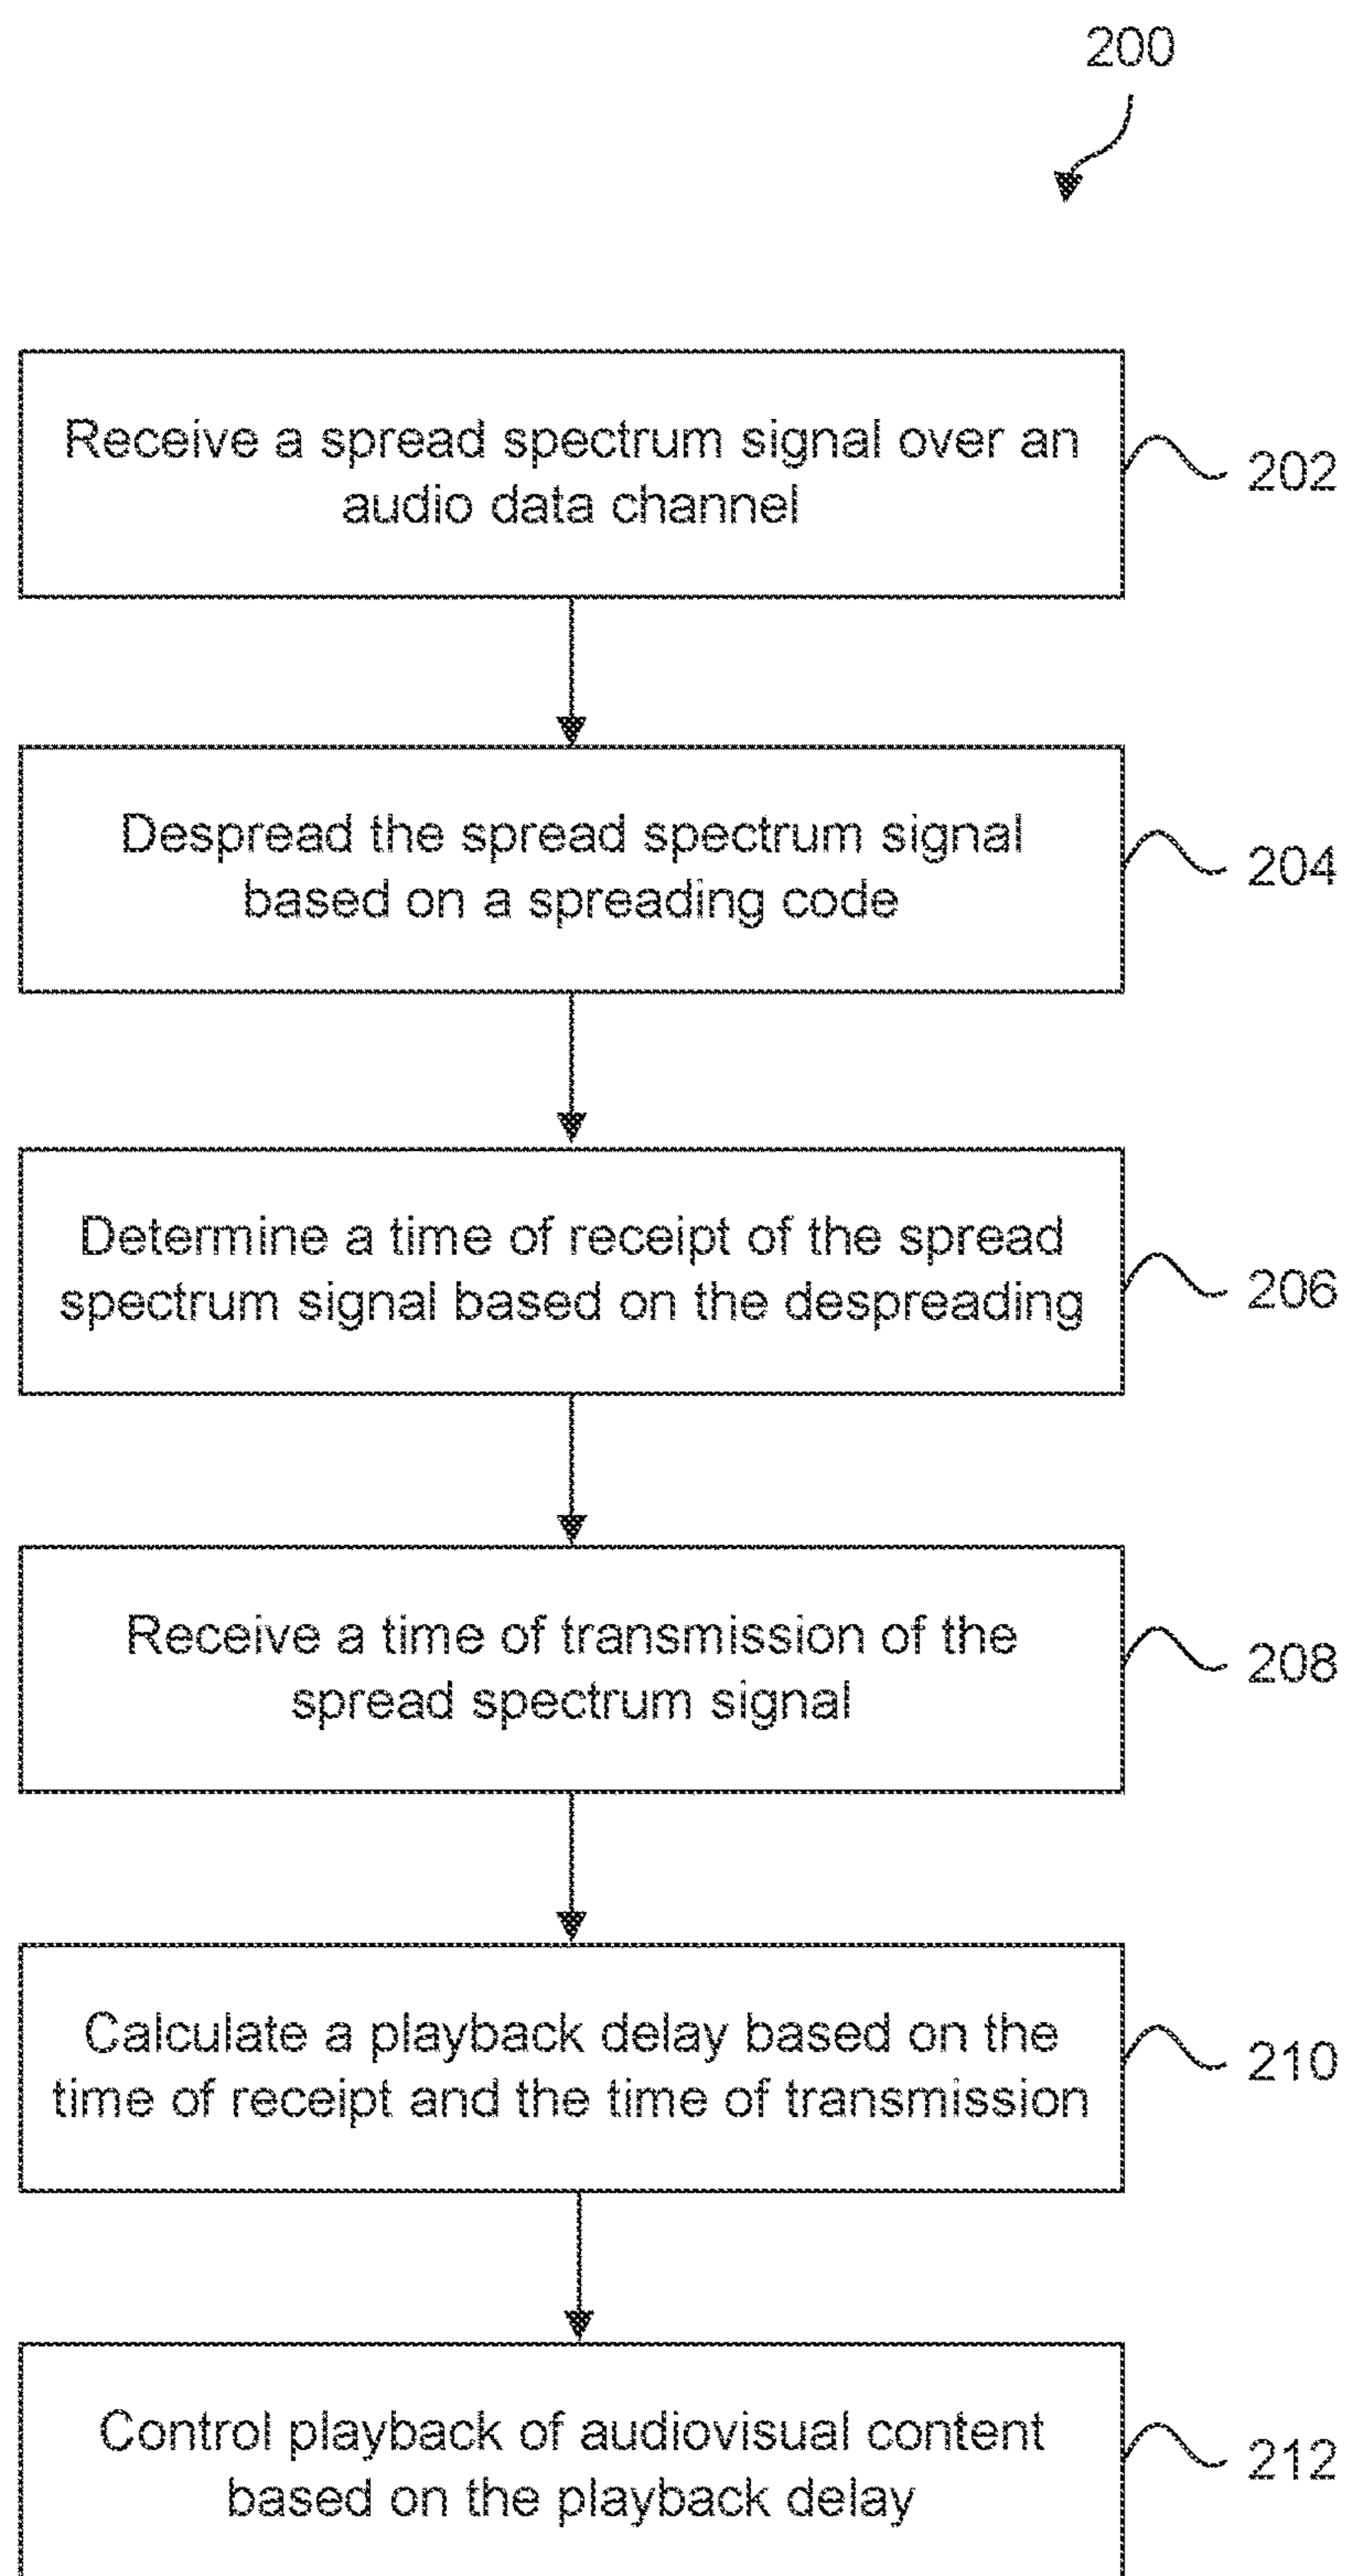 200
Receive a spread spectrum signal over an
audio data channel
202
Despread the spread spectrum signal
based on a spreading code
204
Determine a time of receipt of the spread
spectrum signal based on the despreading
206
Receive a time of transmission of the
spread spectrum signal
208
Calculate a playback delay based on the
time of receipt and the time of transmission
210
Control playback of audiovisual content
based on the playback delay
212